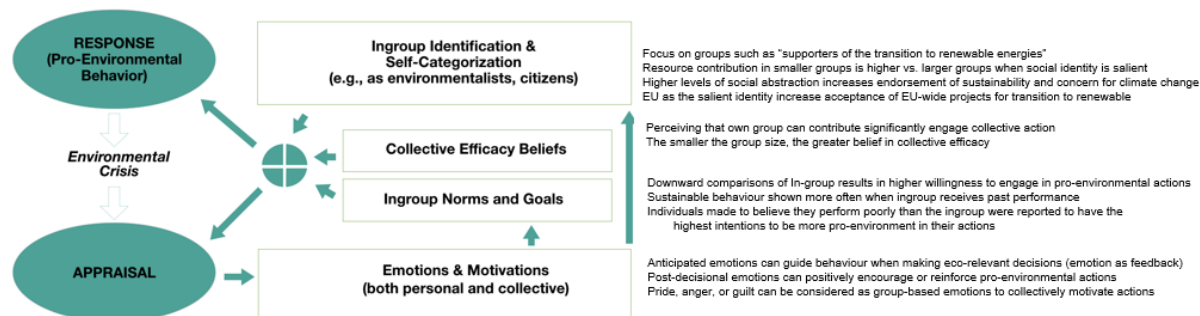 RESPONSE
(Pro-Environmental
Behavior)
Environmental
Crisis
APPRAISAL
Ingroup Identification &
Self-Categorization
(e.g., as environmentalists, citizens)
Collective Efficacy Beliefs
Ingroup Norms and Goals
Emotions & Motivations
(both personal and collective)
Focus on groups such as "supporters of the transition to renewable energies"
Resource contribution in smaller groups is higher vs. larger groups when social identity is salient
Higher levels of social abstraction increases endorsement of sustainability and concern for climate change
EU as the salient identity increase acceptance of EU-wide projects for transition to renewable
Perceiving that own group can contribute significantly engage collective action
The smaller the group size, the greater belief in collective efficacy
Downward comparisons of In-group results in higher willingness to engage in pro-environmental actions
Sustainable behaviour shown more often when ingroup receives past performance
Individuals made to believe they perform poorly than the ingroup were reported to have the
highest intentions to be more pro-environment in their actions
Anticipated emotions can guide behaviour when making eco-relevant decisions (emotion as feedback)
Post-decisional emotions can positively encourage or reinforce pro-environmental actions
Pride, anger, or guilt can be considered as group-based emotions to collectively motivate actions